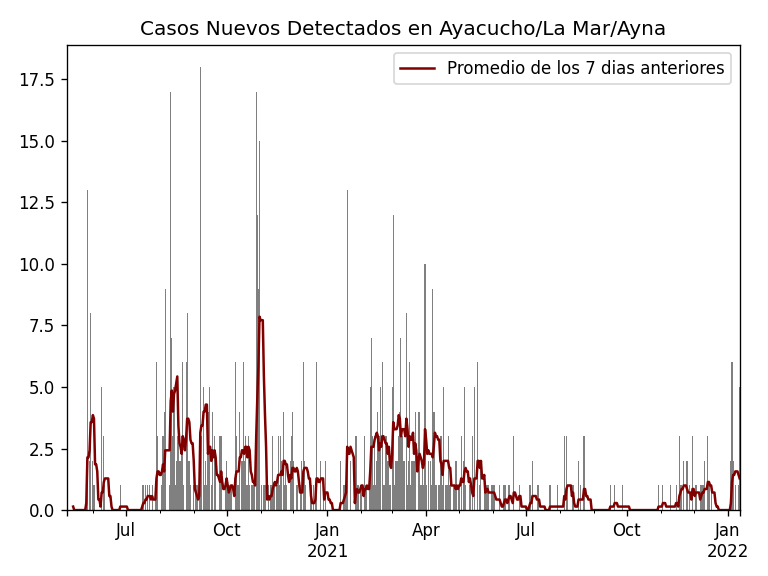 Casos Nuevos Detectados en Ayacucho/La Mar/Ayna
Promedio de los 7 dias anteriores
17.5
15.0
12.5
10.0
7.5
5.0
2.5
0.0
Jul
Oct
Jan
2021
Apr
Jul
Oct
Jan
2022